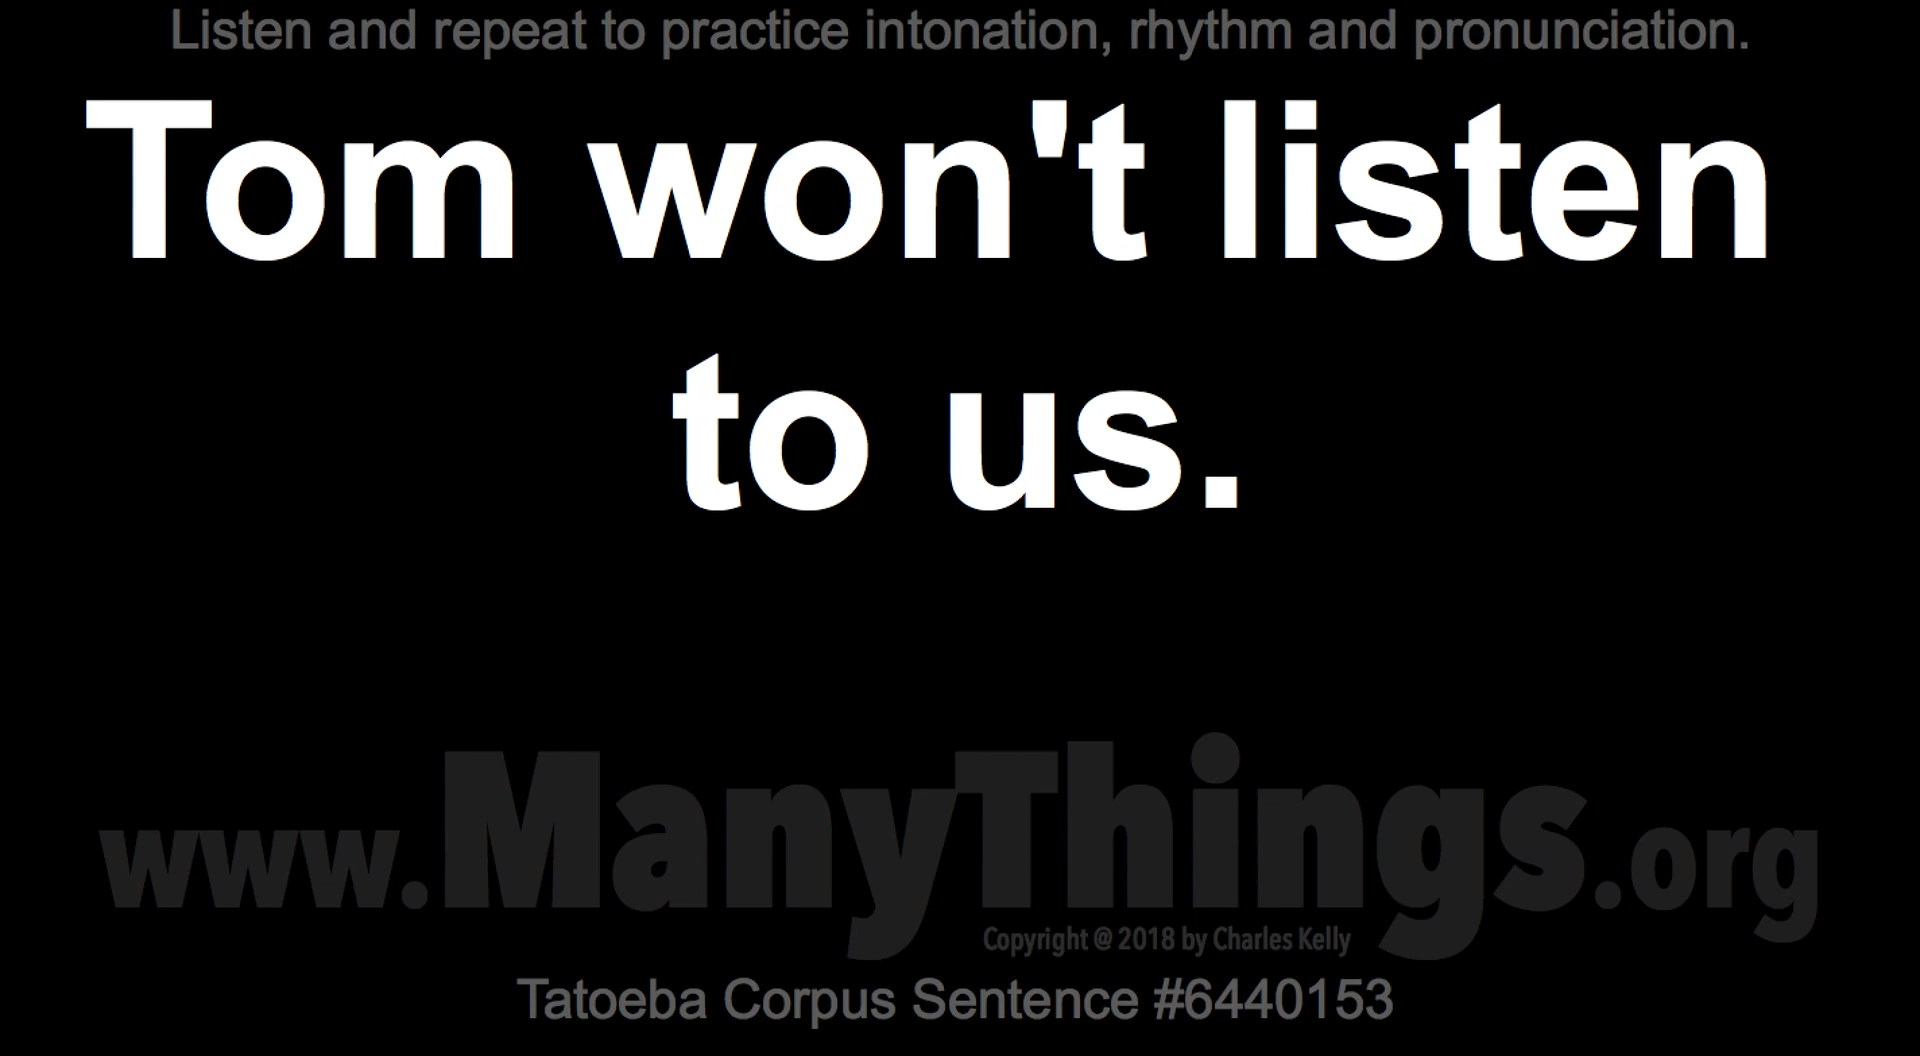 Listen and repeat to practice intonation, rhythm and pronunciation.
Tom won't listen
to us.
www.ManyThings.org
Copyright @ 2018 by Charles Kelly
Tatoeba Corpus Sentence #6440153